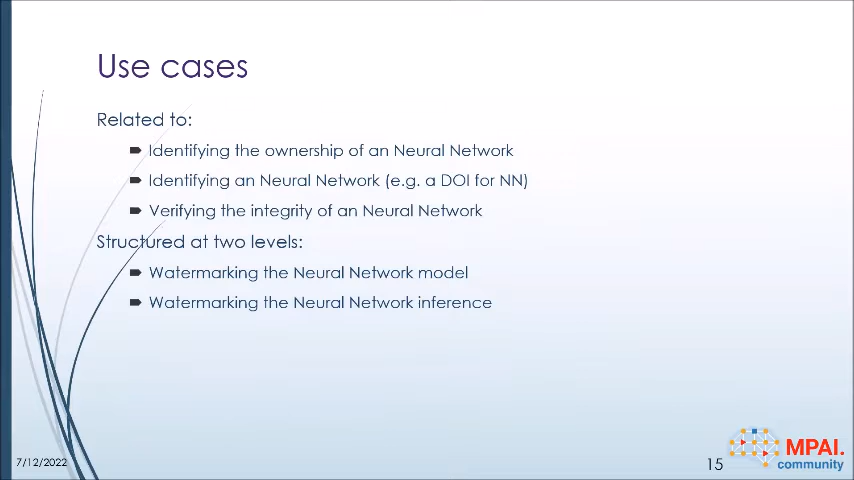 Use cases
Related to:
Identifying the ownership of an Neural Network
Identifying an Neural Network (e.g. a DOI for NN)
Verifying the integrity of an Neural Network
Structured at two levels:
Watermarking the Neural Network model
Watermarking the Neural Network inference
7/12/2022
15
MPAI.
community